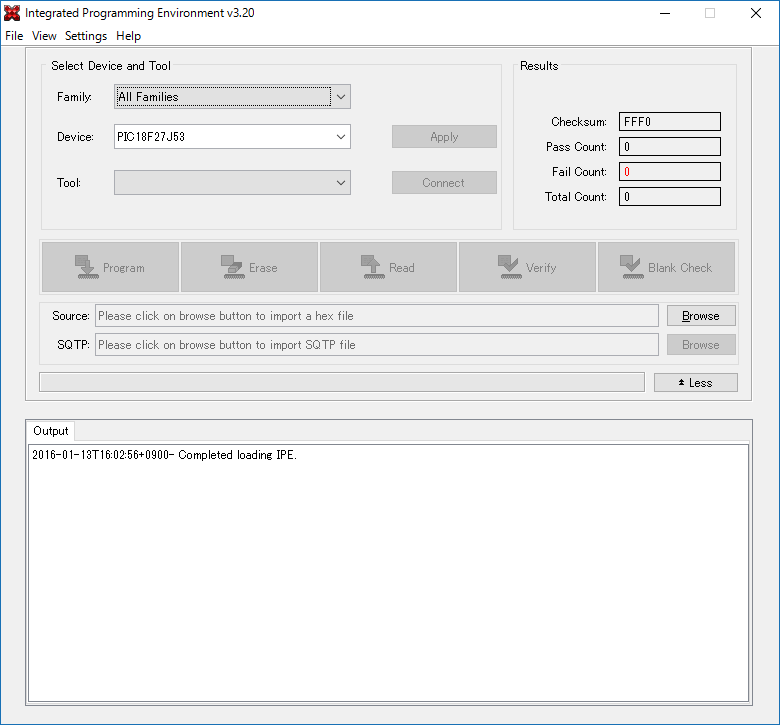 Integrated Programming Environment v3.20
File View Settings Help
Select Device and Tool
Family: All Families
Device: PIC18F27J53 Apply
Tool: Connect
Results
Checksum: FFF0
Pass Count: 0
Fail Count: 0
Total Count: 0
Program Erase Read Verify Blank Check
Source: Please click on browse button to import a hex file Browse
SQTP: Please click on browse button to import SQTP file Browse
Less
Output
2016-01-13T16:02:56+0900- Completed loading IPE.